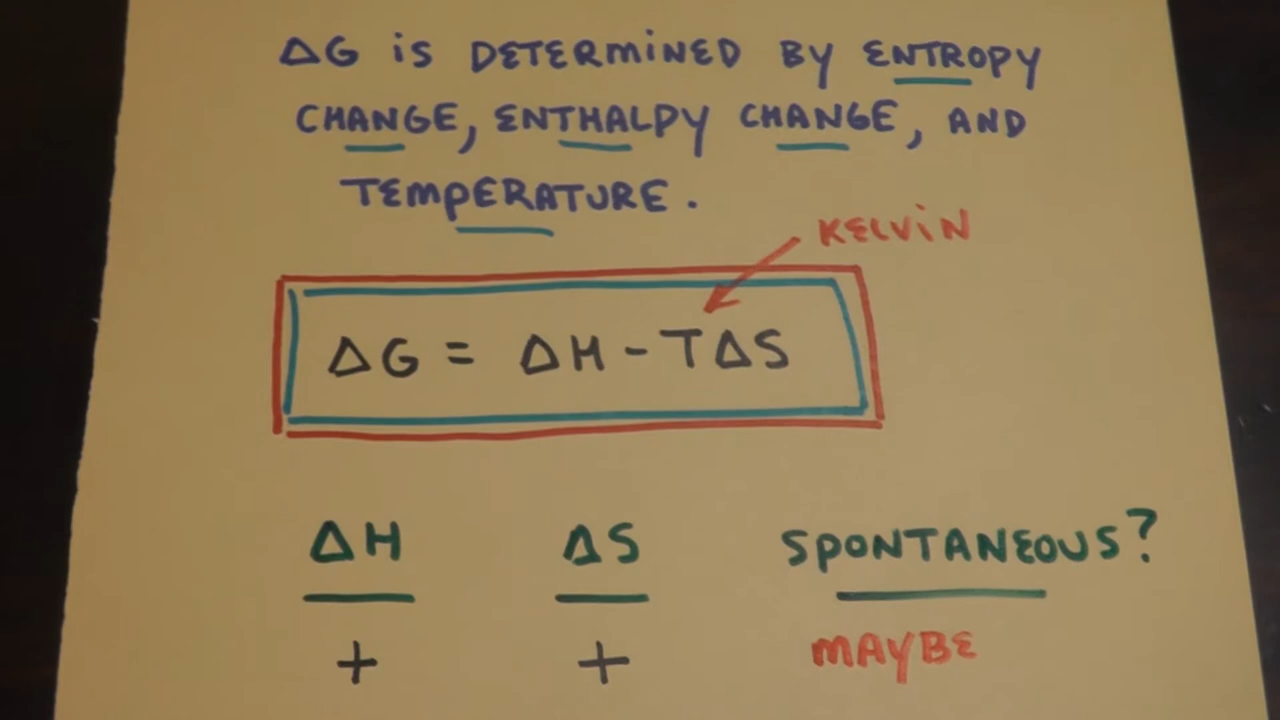 ΔG is DETERMINED BY ENTROPY
CHANGE, ENTHALPY CHANGE, AND
TEMPERATURE.
KELVIN
ΔG = ΔH - TΔS
ΔH ΔS SPONTANEOUS?
+ + MAYBE